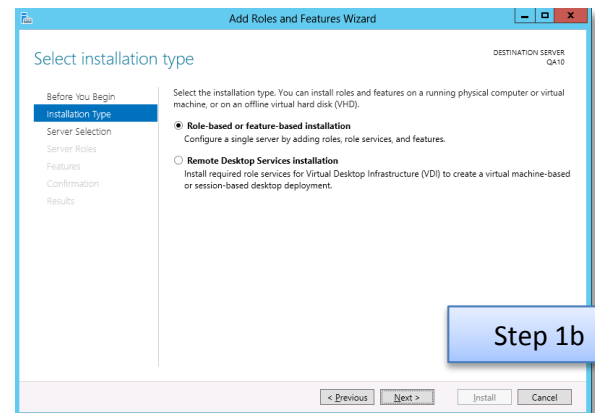 Add Roles and Features Wizard
Select installation type
DESTINATION SERVER
QA10
Before You Begin
Installation Type
Server Selection
Server Roles
Features
Confirmation
Results
Select the installation type. You can install roles and features on a running physical computer or virtual
machine, or on an offline virtual hard disk (VHD).
Role-based or feature-based installation
Configure a single server by adding roles, role services, and features.
Remote Desktop Services installation
Install required role services for Virtual Desktop Infrastructure (VDI) to create a virtual machine-based
or session-based desktop deployment.
Step 1b
< Previous
Next >
Install
Cancel